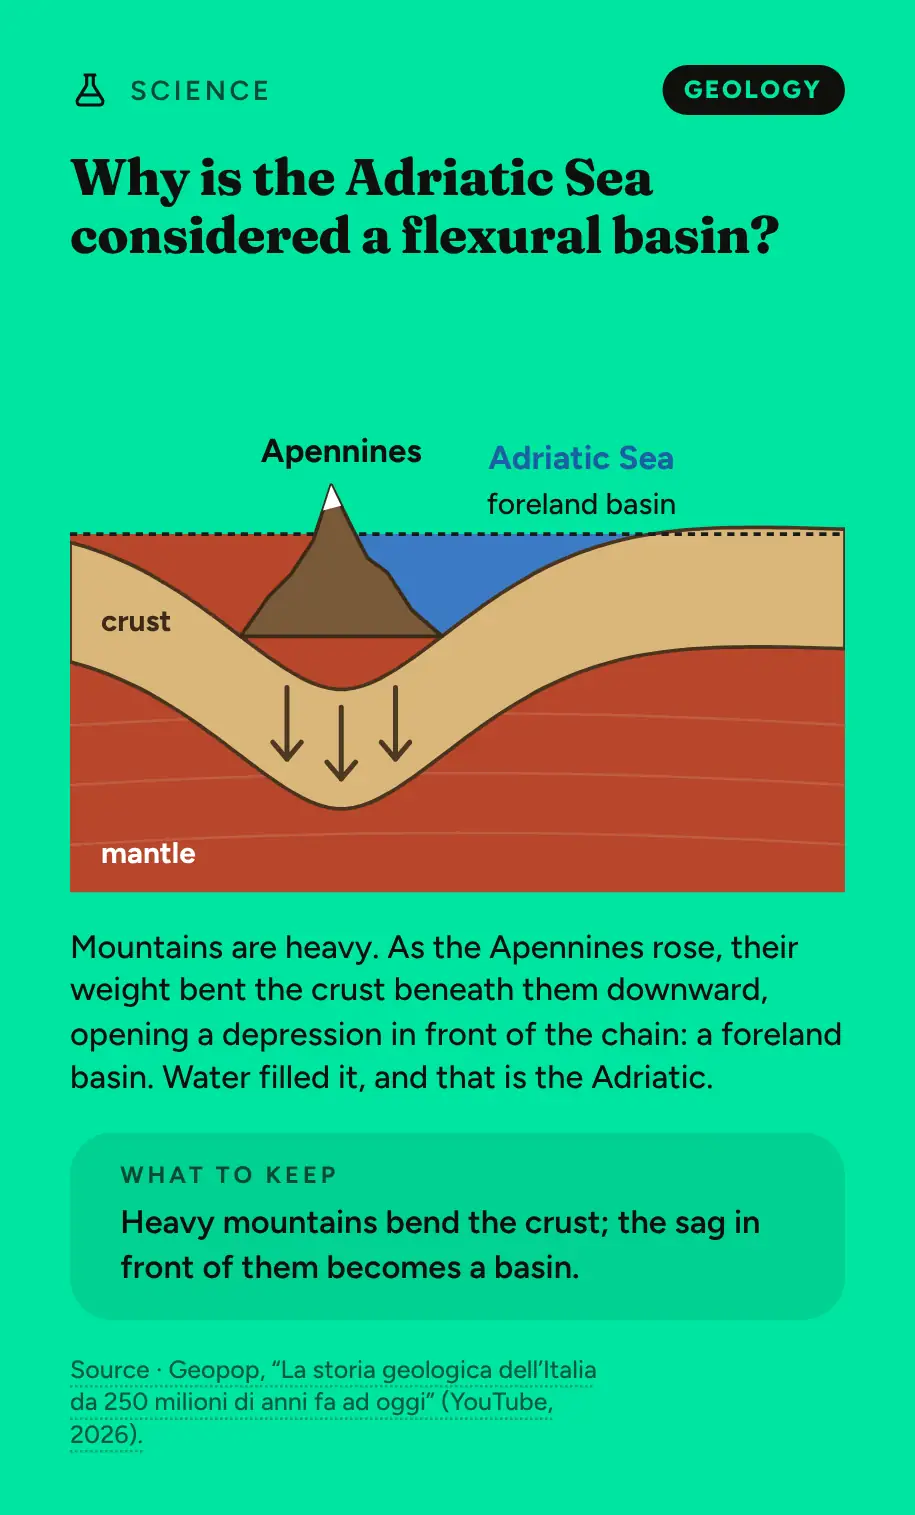 SCIENCE
GEOLOGY
Why is the Adriatic Sea
considered a flexural basin?
Apennines
Adriatic Sea
foreland basin
crust
mantle
Mountains are heavy. As the Apennines rose, their
weight bent the crust beneath them downward,
opening a depression in front of the chain: a foreland
basin. Water filled it, and that is the Adriatic.
WHAT TO KEEP
Heavy mountains bend the crust; the sag in
front of them becomes a basin.
Source · Geopop, “La storia geologica dell’Italia
da 250 milioni di anni fa ad oggi” (YouTube,
2026).